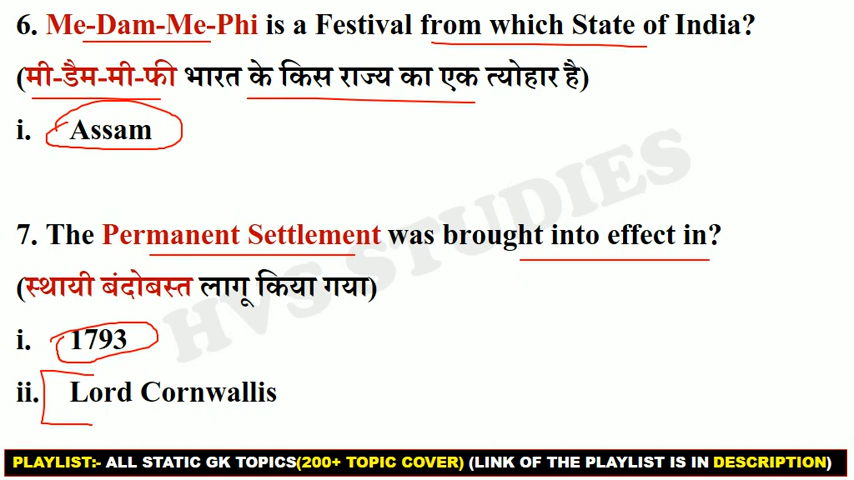 6. Me-Dam-Me-Phi is a Festival from which State of India?
(मी-डैम-मी-फी भारत के किस राज्य का एक त्योहार है)
i. Assam
HVS STUDIES
7. The Permanent Settlement was brought into effect in?
(स्थायी बंदोबस्त लागू किया गया)
i. 1793
ii. Lord Cornwallis
PLAYLIST:- ALL STATIC GK TOPICS(200+ TOPIC COVER) (LINK OF THE PLAYLIST IS IN DESCRIPTION)